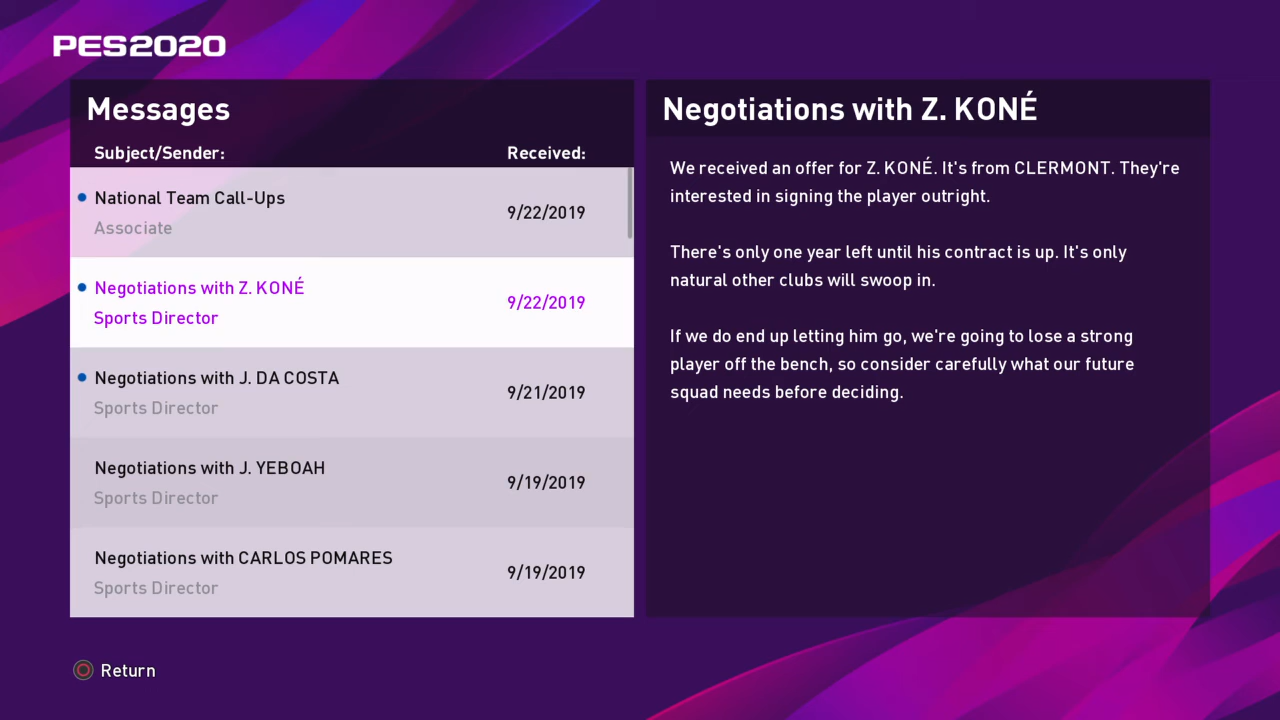 PES2020
Messages
Subject/Sender:
Received:
National Team Call-Ups
Associate
9/22/2019
Negotiations with Z. KONÉ
Sports Director
9/22/2019
Negotiations with J. DA COSTA
Sports Director
9/21/2019
Negotiations with J. YEBOAH
Sports Director
9/19/2019
Negotiations with CARLOS POMARES
Sports Director
9/19/2019
Negotiations with Z. KONÉ
We received an offer for Z. KONÉ. It's from CLERMONT. They're
interested in signing the player outright.
There's only one year left until his contract is up. It's only
natural other clubs will swoop in.
If we do end up letting him go, we're going to lose a strong
player off the bench, so consider carefully what our future
squad needs before deciding.
Return